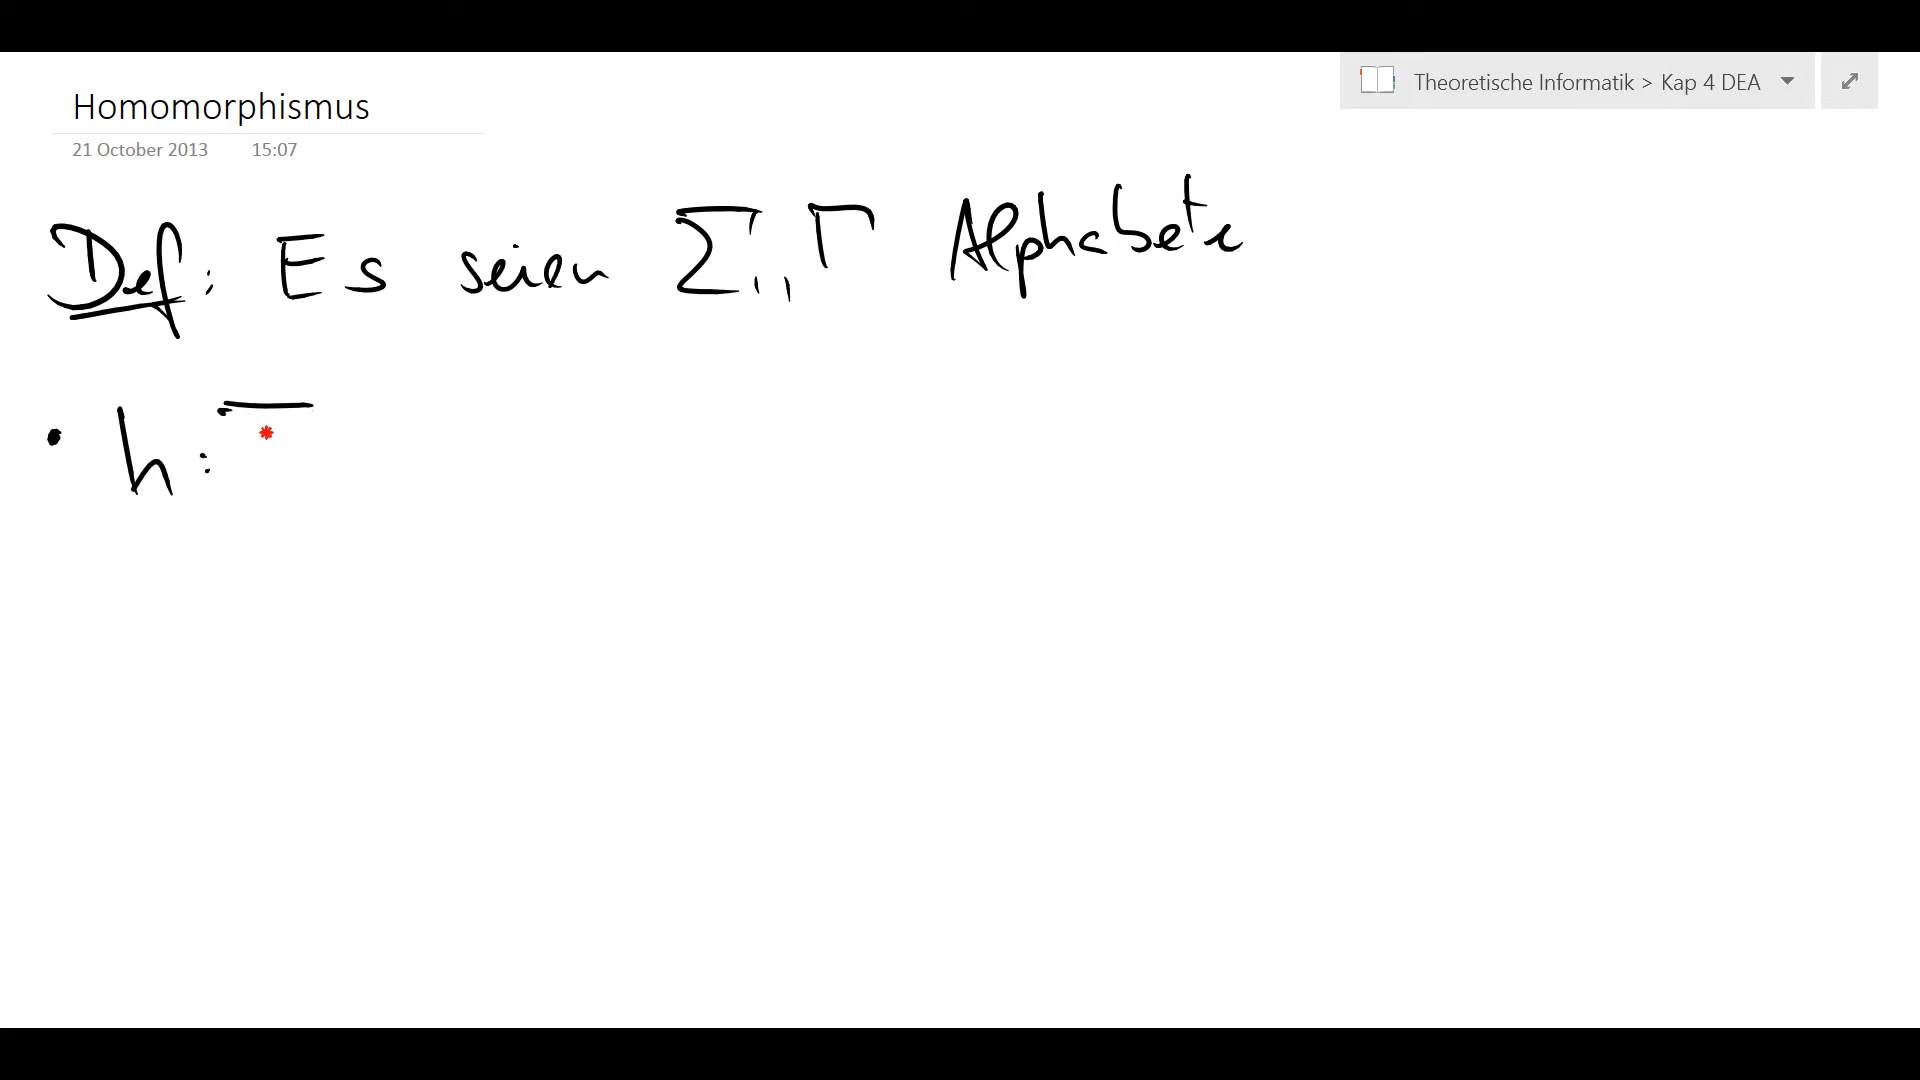 Theoretische Informatik > Kap 4 DEA
Homomorphismus
21 October 2013 15:07
Def: Es seien Σ, Γ Alphabete
• h: